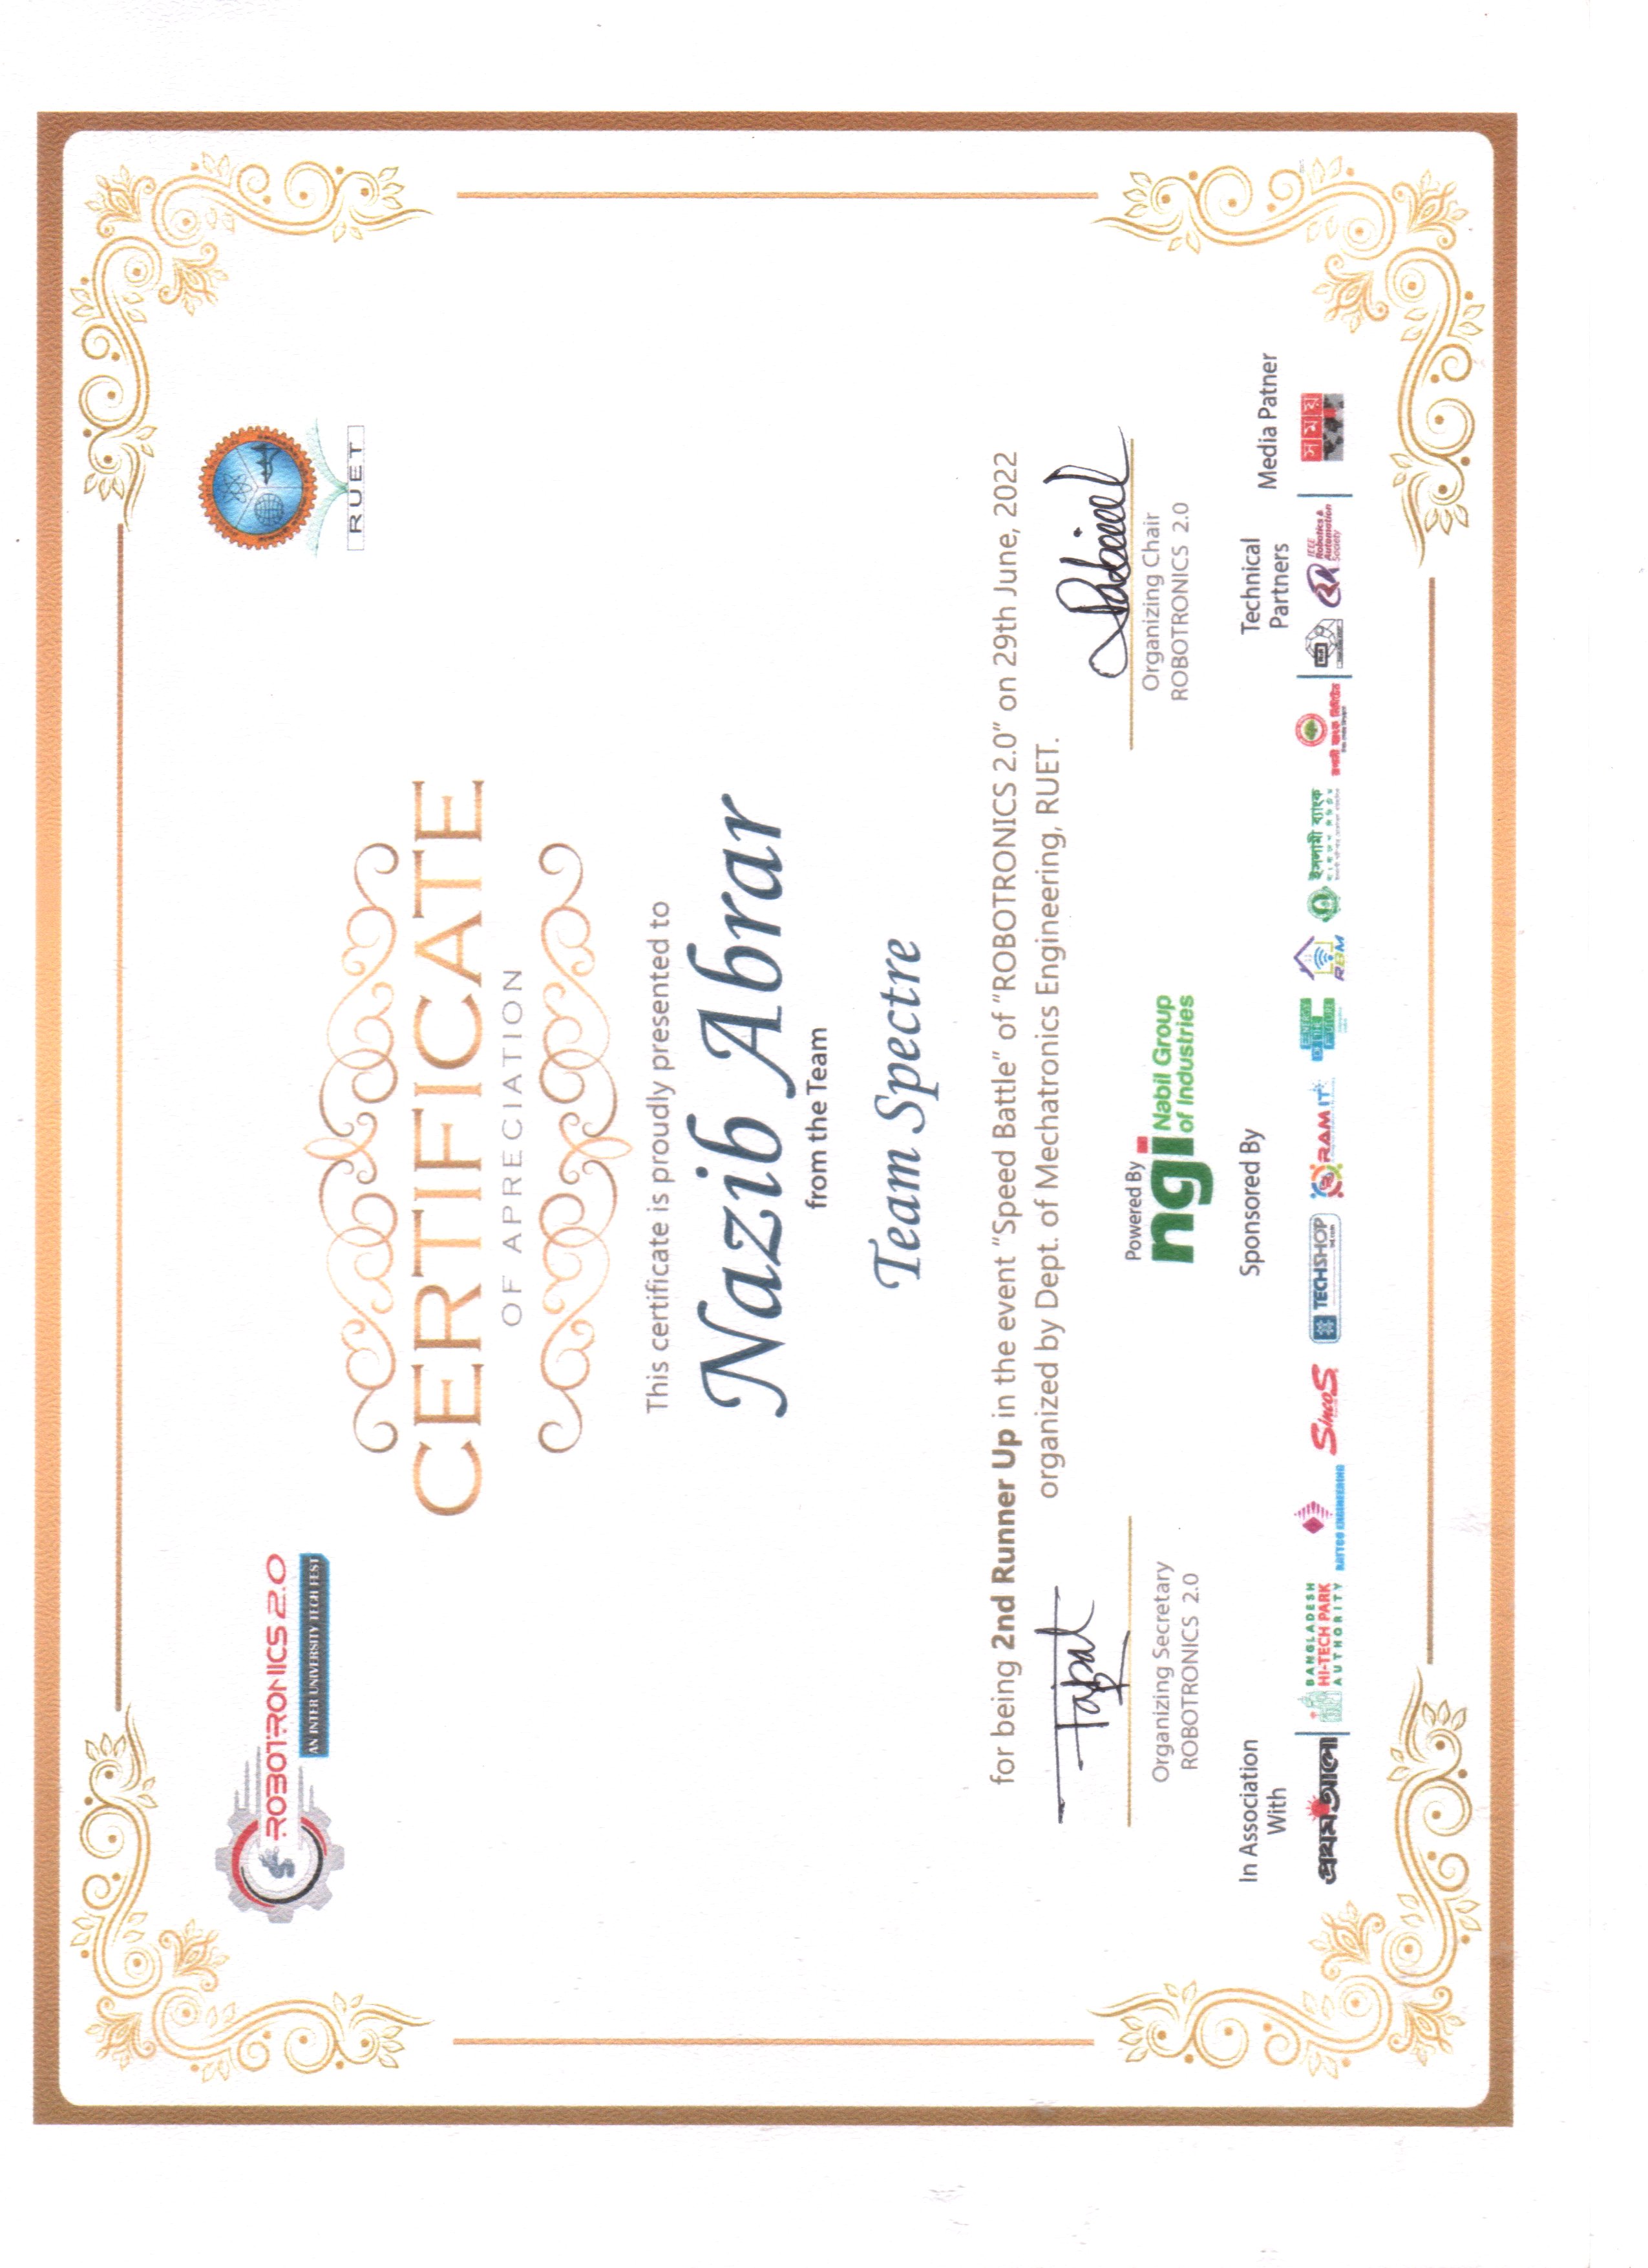 ROBOTRONICS 2.0
AN INTER UNIVERSITY TECH FEST
RUET
CERTIFICATE
OF APRECIATION
This certificate is proudly presented to
Nazib Abrar
from the Team
Team Spectre
for being 2nd Runner Up in the event “Speed Battle” of “ROBOTRONICS 2.0” on 29th June, 2022
organized by Dept. of Mechatronics Engineering, RUET.
Organizing Secretary
ROBOTRONICS 2.0
Powered By
ngi Nabil Group
of Industries
Organizing Chair
ROBOTRONICS 2.0
In Association
With
Sponsored By
Technical
Partners
Media Patner
প্রথম আলো
BANGLADESH
HI-TECH PARK
AUTHORITY
ENGINEERING
SincoS
TECHSHOP
RAM IT
ENERGY
OF THE
FUTURE
RBM
ইসলামী ব্যাংক
রূপালী ব্যাংক লিমিটেড
IEEE
Robotics &
Automation
Society
সময়